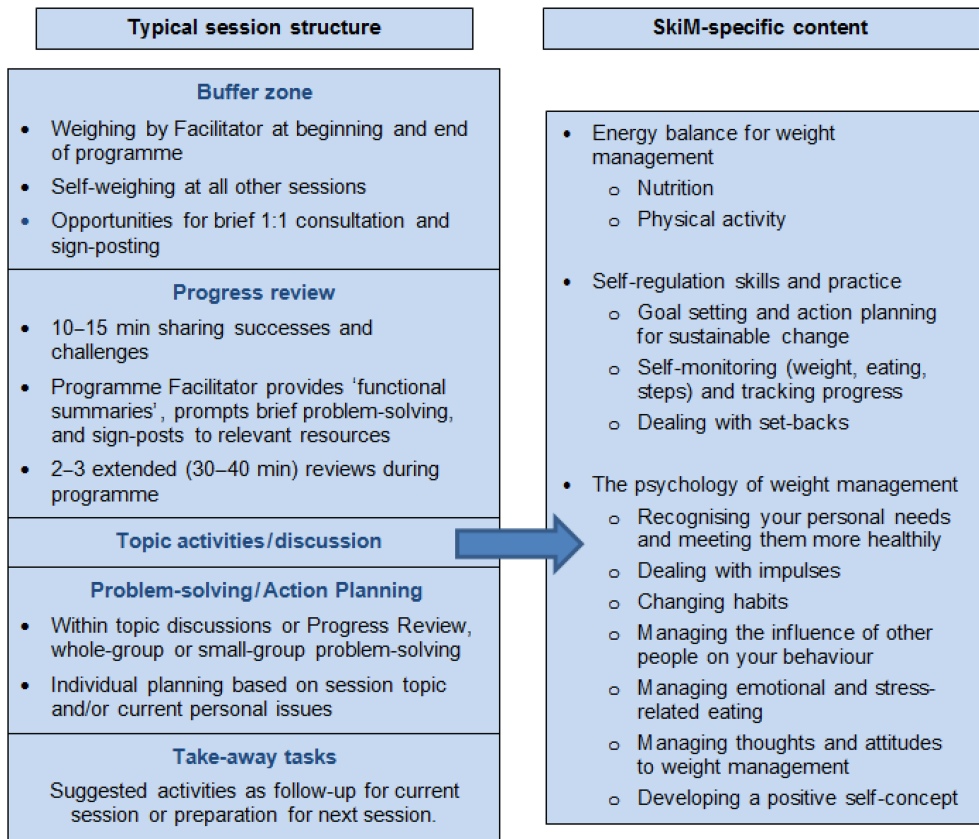 Typical session structure
Buffer zone
• Weighing by Facilitator at beginning and end
of programme
• Self-weighing at all other sessions
• Opportunities for brief 1:1 consultation and
sign-posting
Progress review
• 10–15 min sharing successes and
challenges
• Programme Facilitator provides ‘functional
summaries’, prompts brief problem-solving,
and sign-posts to relevant resources
• 2–3 extended (30–40 min) reviews during
programme
Topic activities/discussion
Problem-solving/Action Planning
• Within topic discussions or Progress Review,
whole-group or small-group problem-solving
• Individual planning based on session topic
and/or current personal issues
Take-away tasks
Suggested activities as follow-up for current
session or preparation for next session.
SkiM-specific content
• Energy balance for weight
management
o Nutrition
o Physical activity
• Self-regulation skills and practice
o Goal setting and action planning
for sustainable change
o Self-monitoring (weight, eating,
steps) and tracking progress
o Dealing with set-backs
• The psychology of weight management
o Recognising your personal needs
and meeting them more healthily
o Dealing with impulses
o Changing habits
o Managing the influence of other
people on your behaviour
o Managing emotional and stress-
related eating
o Managing thoughts and attitudes
to weight management
o Developing a positive self-concept